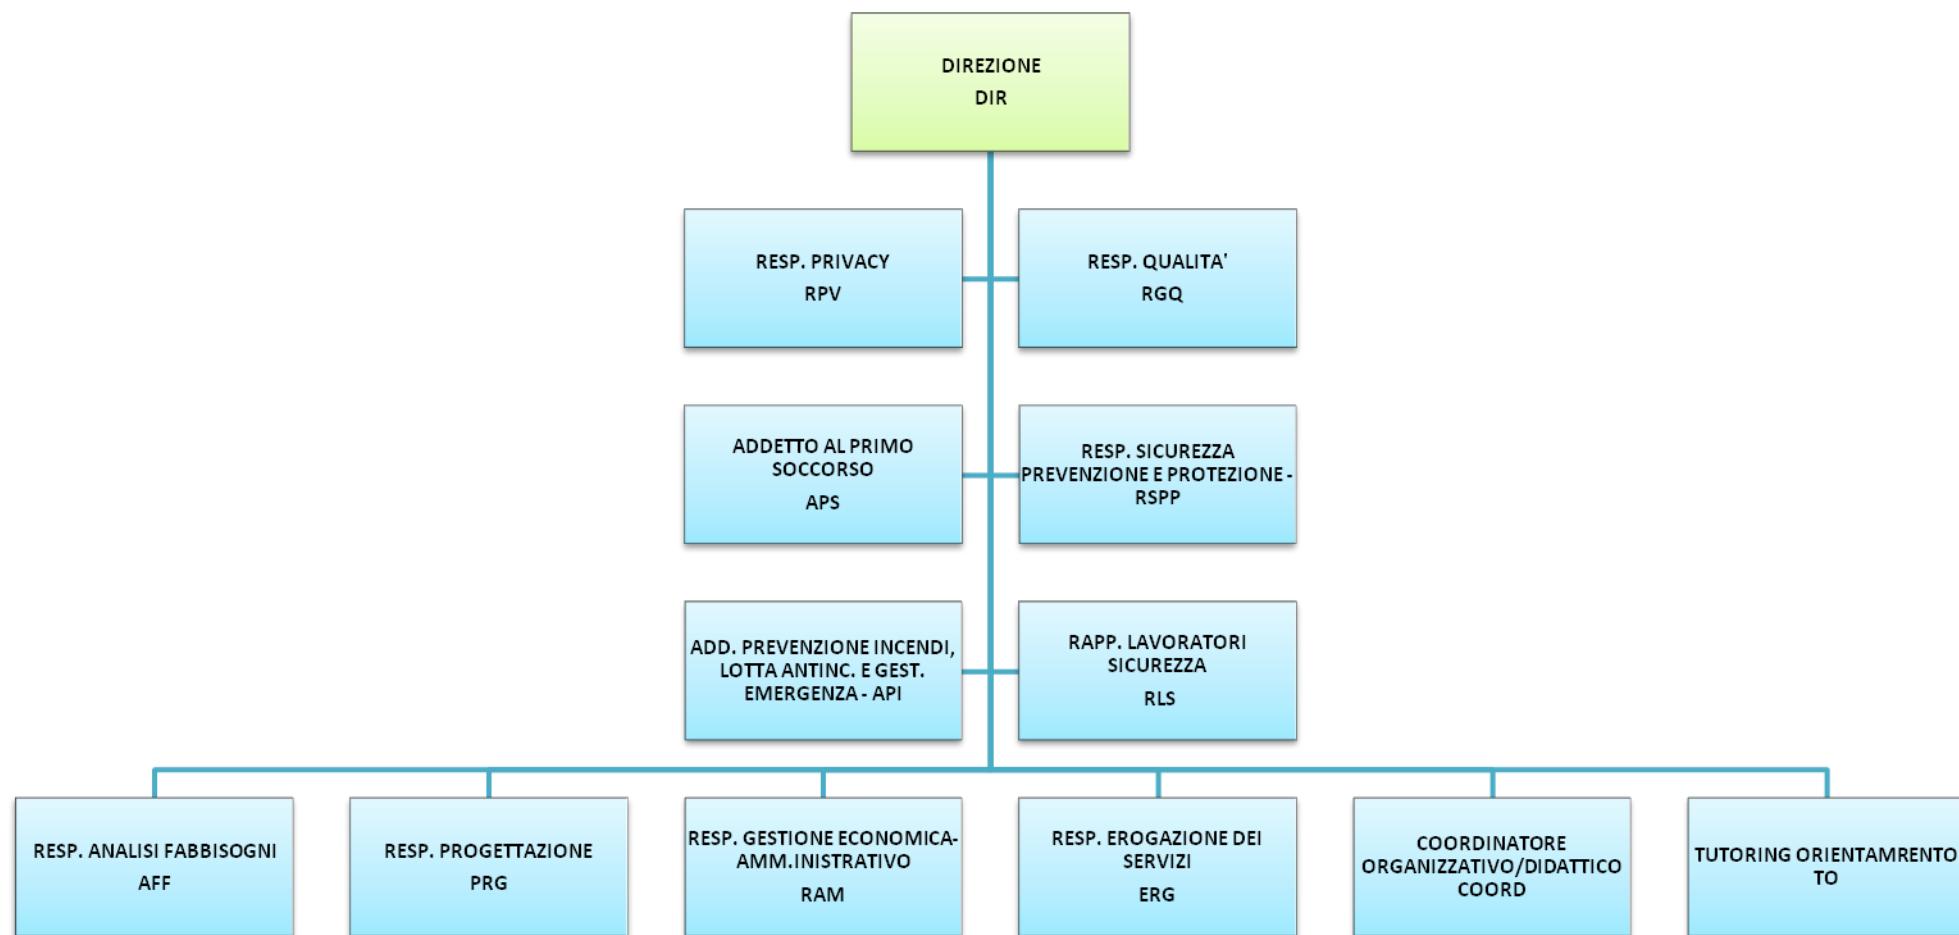 DIREZIONE
DIR
RESP. PRIVACY
RPV
RESP. QUALITA'
RGQ
ADDETTO AL PRIMO
SOCCORSO
APS
RESP. SICUREZZA
PREVENZIONE E PROTEZIONE -
RSPP
ADD. PREVENZIONE INCENDI,
LOTTA ANTINC. E GEST.
EMERGENZA - API
RAPP. LAVORATORI
SICUREZZA
RLS
RESP. ANALISI FABBISOGNI
AFF
RESP. PROGETTAZIONE
PRG
RESP. GESTIONE ECONOMICA-
AMM.INISTRATIVO
RAM
RESP. EROGAZIONE DEI
SERVIZI
ERG
COORDINATORE
ORGANIZZATIVO/DIDATTICO
COORD
TUTORING ORIENTAMRENTO
TO